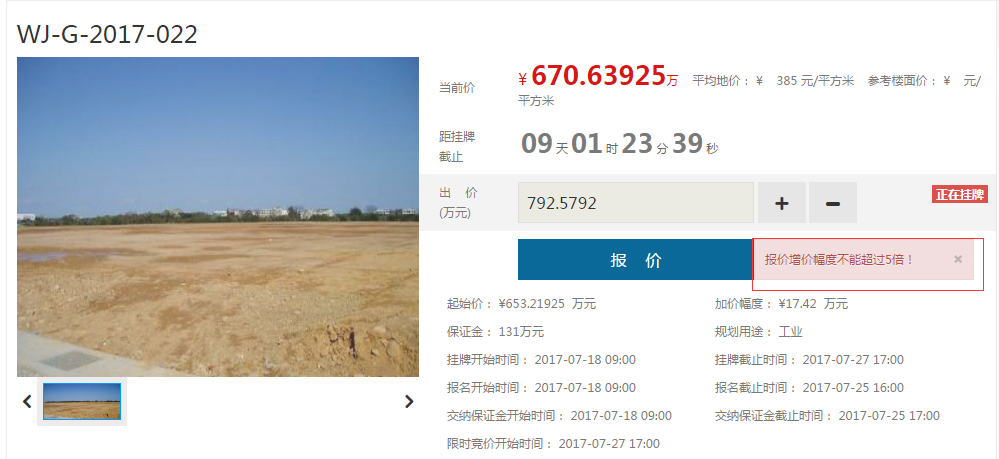 WJ-G-2017-022
当前价 ¥ 670.63925万 平均地价： ¥ 385 元/平方米 参考楼面价： ¥ 元/
平方米
距挂牌
截止 09 天 01 时 23 分 39 秒
出 价
(万元) 792.5792 + − 正在挂牌
报 价 报价增价幅度不能超过5倍！ ×
起始价： ¥653.21925 万元 加价幅度： ¥17.42 万元
保证金： 131万元 规划用途： 工业
挂牌开始时间： 2017-07-18 09:00 挂牌截止时间： 2017-07-27 17:00
报名开始时间： 2017-07-18 09:00 报名截止时间： 2017-07-25 16:00
交纳保证金开始时间： 2017-07-18 09:00 交纳保证金截止时间： 2017-07-25 17:00
限时竞价开始时间： 2017-07-27 17:00